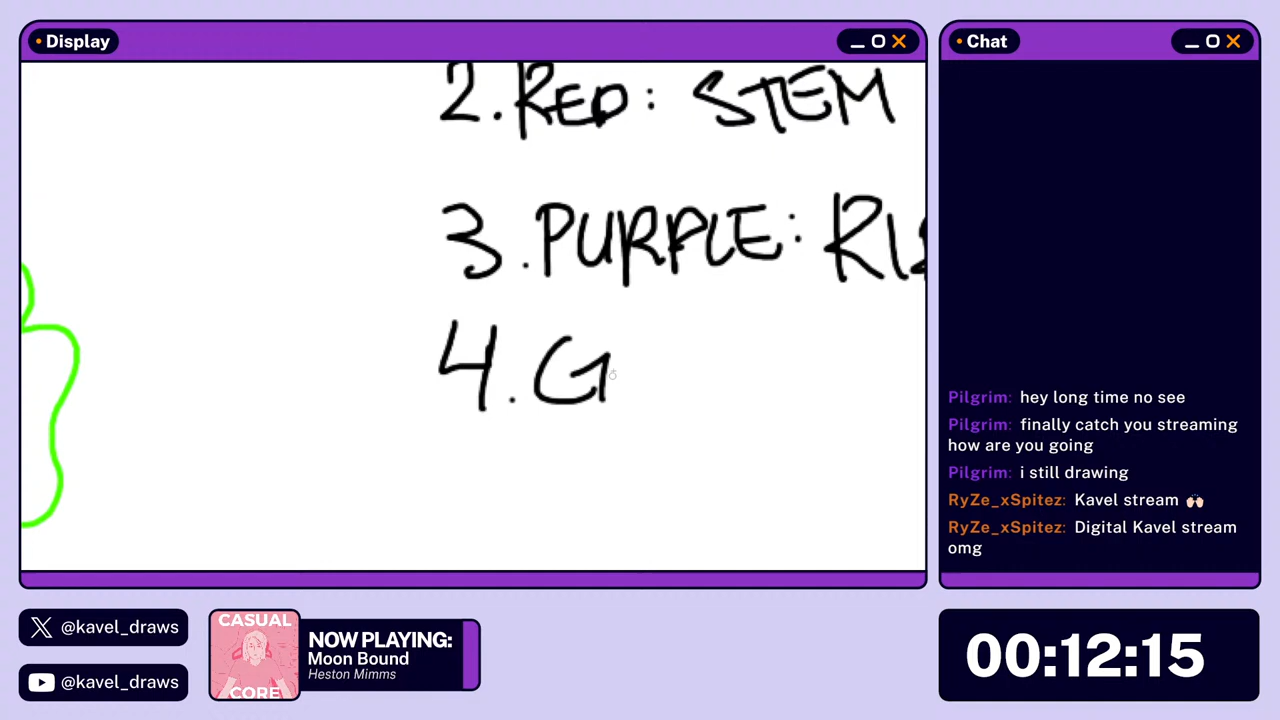 Display
Chat
2. RED: STEM
3. PURPLE: RIS
4. G
Pilgrim: hey long time no see
Pilgrim: finally catch you streaming
how are you going
Pilgrim: i still drawing
RyZe_xSpitez: Kavel stream 🙌🏻
RyZe_xSpitez: Digital Kavel stream
omg
@kavel_draws
@kavel_draws
CASUAL
CORE
NOW PLAYING:
Moon Bound
Heston Mimms
00:12:15